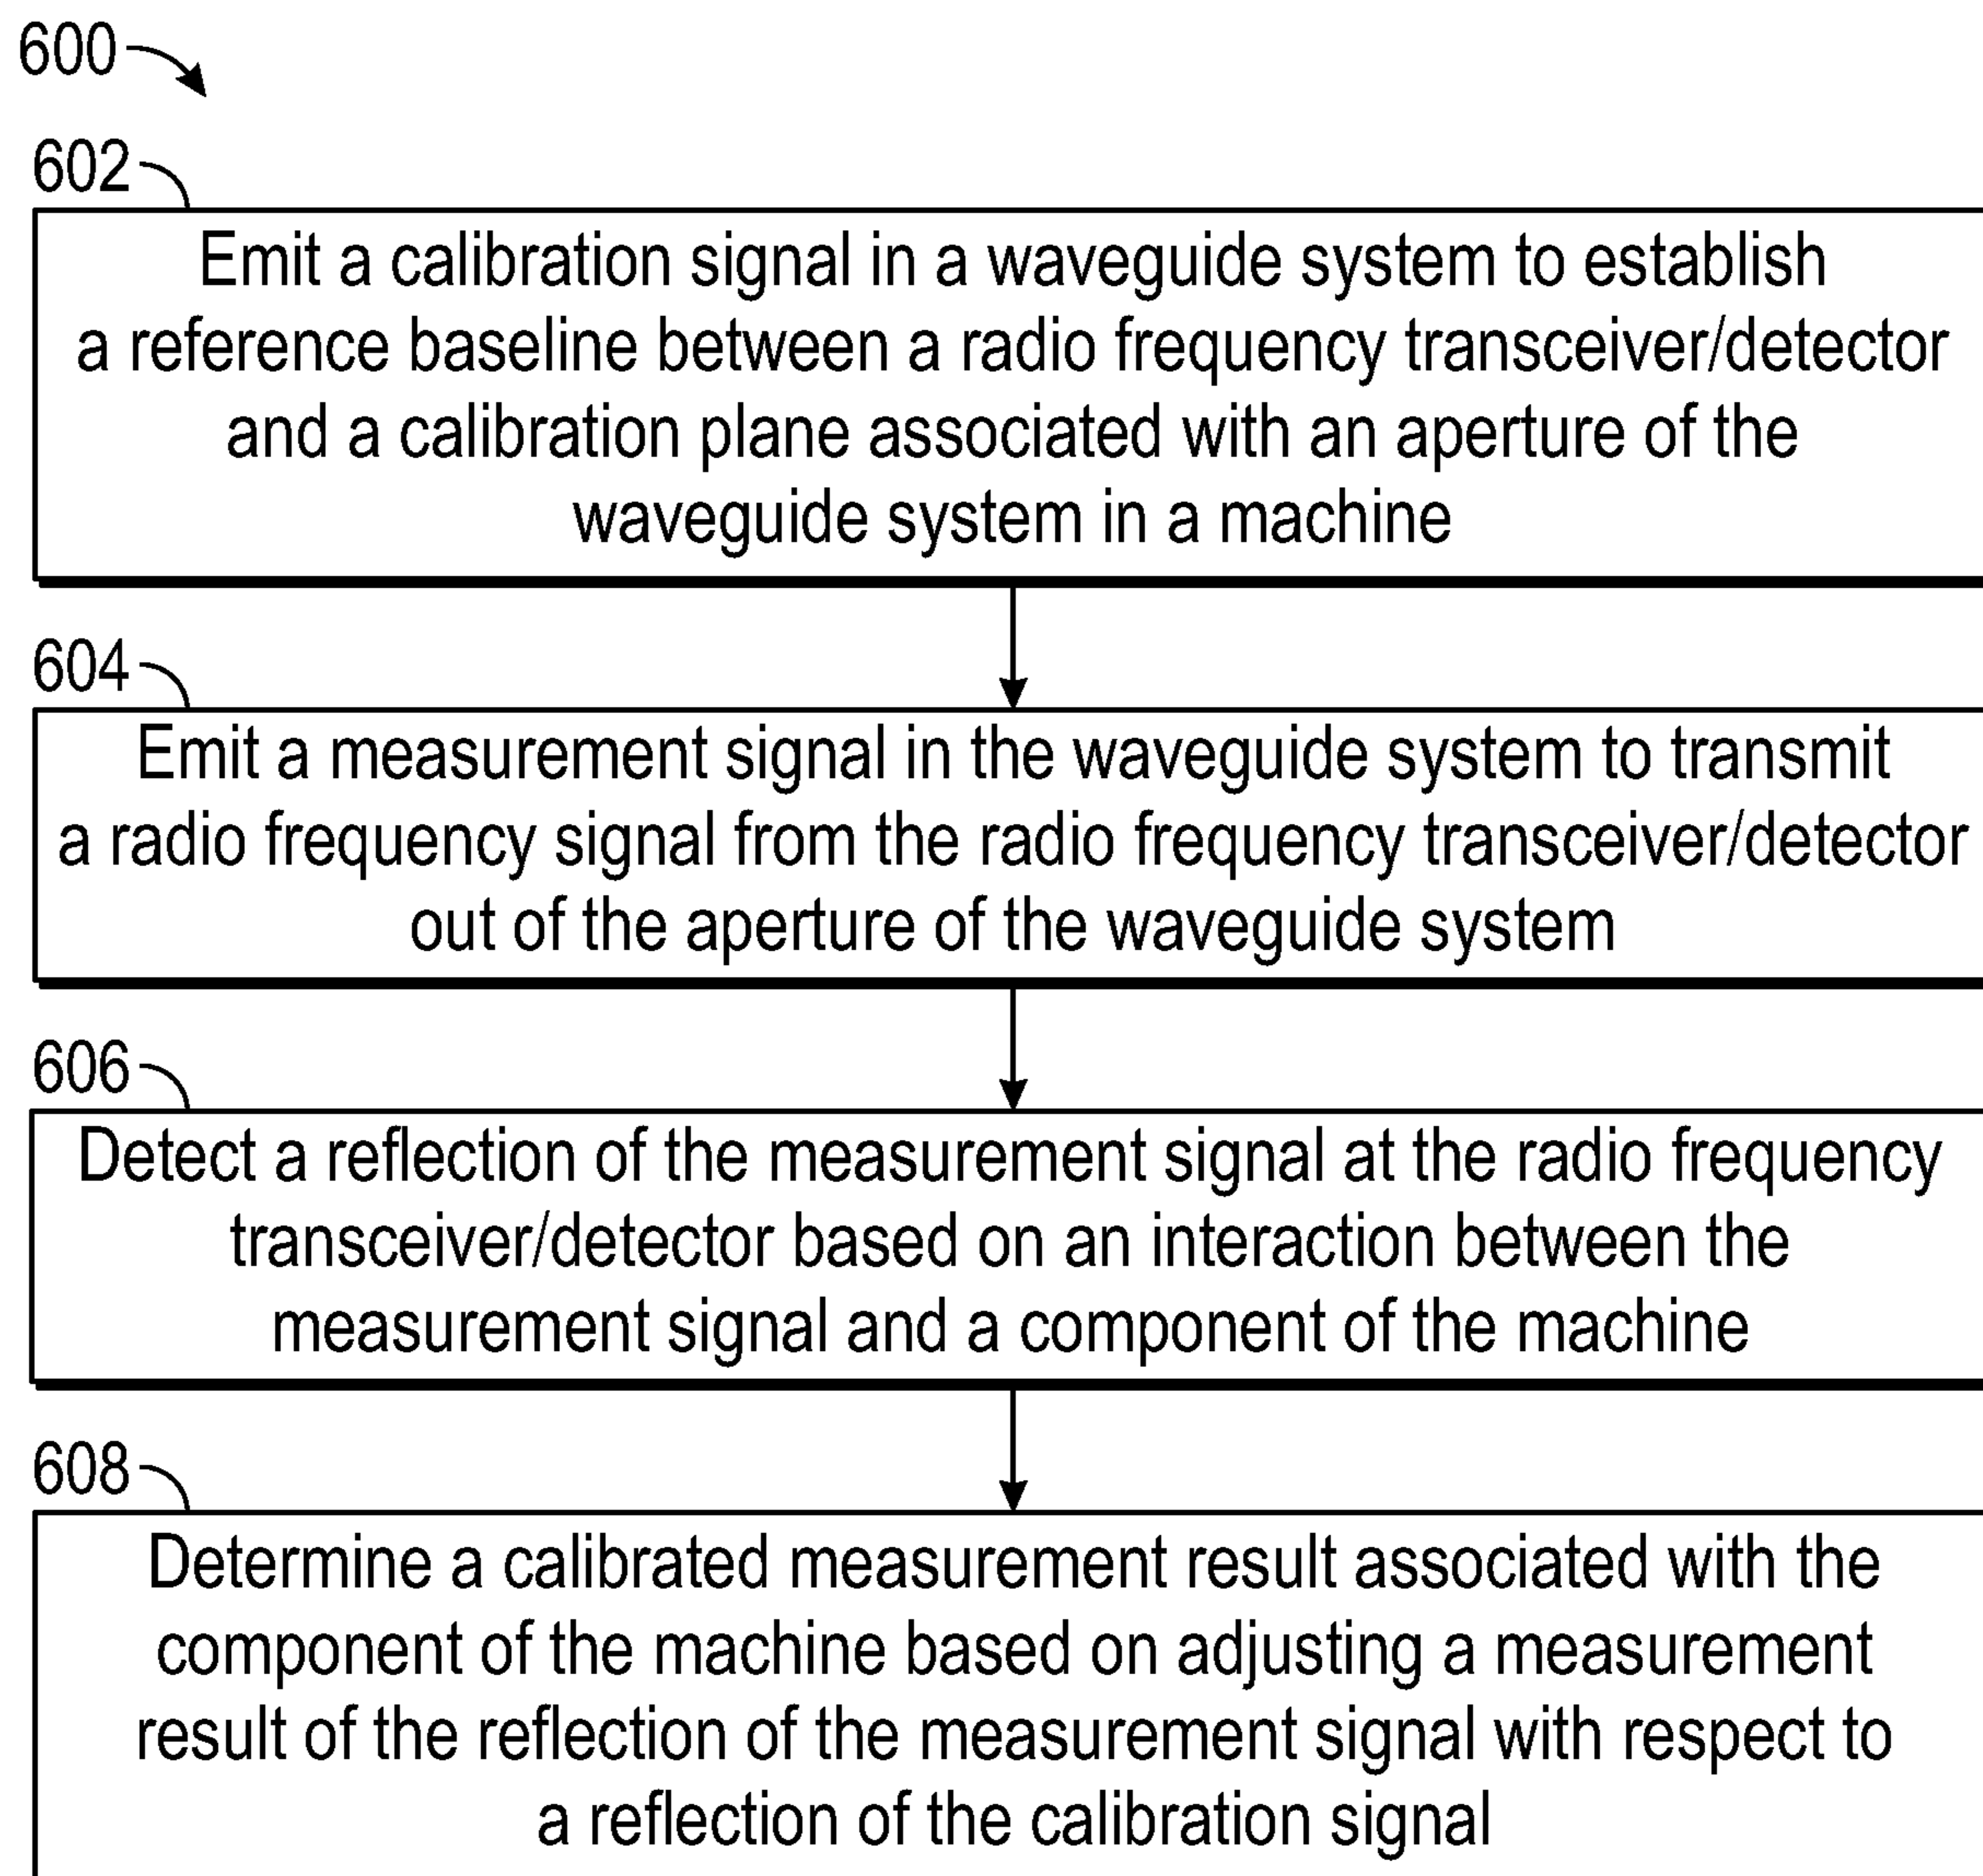 600
602
Emit a calibration signal in a waveguide system to establish
a reference baseline between a radio frequency transceiver/detector
and a calibration plane associated with an aperture of the
waveguide system in a machine
604
Emit a measurement signal in the waveguide system to transmit
a radio frequency signal from the radio frequency transceiver/detector
out of the aperture of the waveguide system
606
Detect a reflection of the measurement signal at the radio frequency
transceiver/detector based on an interaction between the
measurement signal and a component of the machine
608
Determine a calibrated measurement result associated with the
component of the machine based on adjusting a measurement
result of the reflection of the measurement signal with respect to
a reflection of the calibration signal